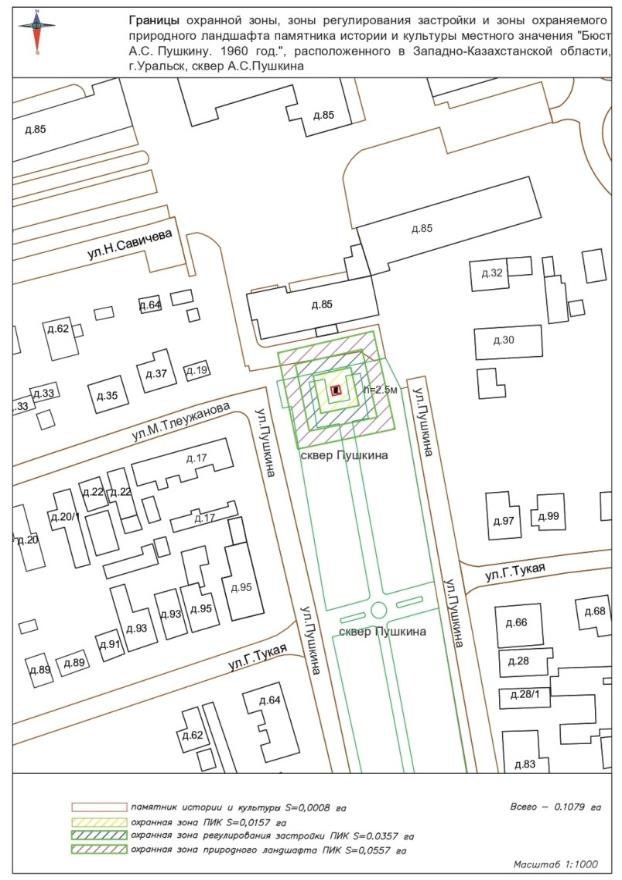 Границы охранной зоны, зоны регулирования застройки и зоны охраняемого
природного ландшафта памятника истории и культуры местного значения "Бюст
А.С. Пушкину. 1960 год.", расположенного в Западно-Казахстанской области,
г.Уральск, сквер А.С.Пушкина
д.85
д.85
д.85
ул.Н.Савичева
д.32
д.64
д.85
д.62
д.30
д.37
д.19
д.33
.33
д.35
h=2.5м
ул.М.Тлеужанова
ул.Пушкина
ул.Пушкина
сквер Пушкина
д.17
д.22
д.22
д.20/1
д.17
д.20
д.97
д.99
ул.Г.Тукая
д.95
д.93
д.93
д.95
ул.Пушкина
ул.Пушкина
сквер Пушкина
д.66
д.68
д.91
д.89
д.89
ул.Г.Тукая
д.28
д.28/1
д.64
д.62
д.83
памятник истории и культуры S=0,0008 га
Всего – 0.1079 га
охранная зона ПИК S=0,0157 га
охранная зона регулирования застройки ПИК S=0.0357 га
охранная зона природного ландшафта ПИК S=0,0557 га
Масштаб 1:1000